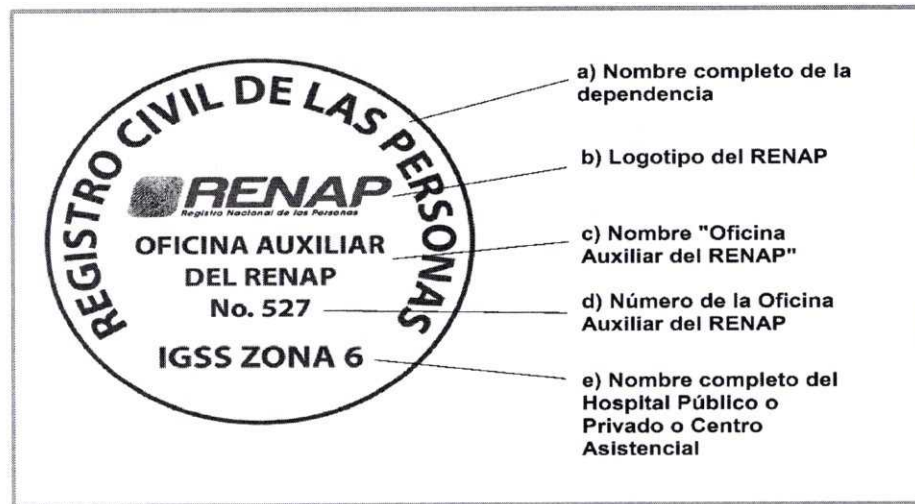 REGISTRO CIVIL DE LAS PERSONAS
RENAP
Registro Nacional de las Personas
OFICINA AUXILIAR
DEL RENAP
No. 527
IGSS ZONA 6
a) Nombre completo de la
dependencia
b) Logotipo del RENAP
c) Nombre "Oficina
Auxiliar del RENAP"
d) Número de la Oficina
Auxiliar del RENAP
e) Nombre completo del
Hospital Público o
Privado o Centro
Asistencial